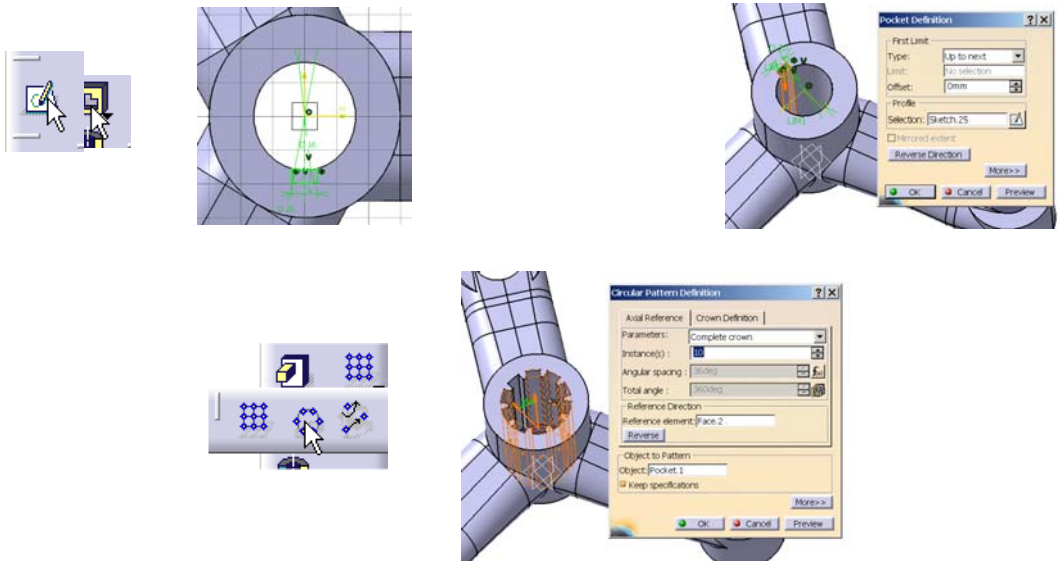 Pocket Definition
First Limit
Type: Up to next
Limit: No selection
Offset: 0mm
Profile
Selection: Sketch.25
Mirrored extent
Reverse Direction
More>>
OK Cancel Preview
LIM1
V
V
Circular Pattern Definition
Axial Reference Crown Definition
Parameters: Complete crown
Instance(s) : 10
Angular spacing : 36deg
Total angle : 360deg
Reference Direction
Reference element: Face.2
Reverse
Object to Pattern
Object: Pocket.1
Keep specifications
More>>
OK Cancel Preview